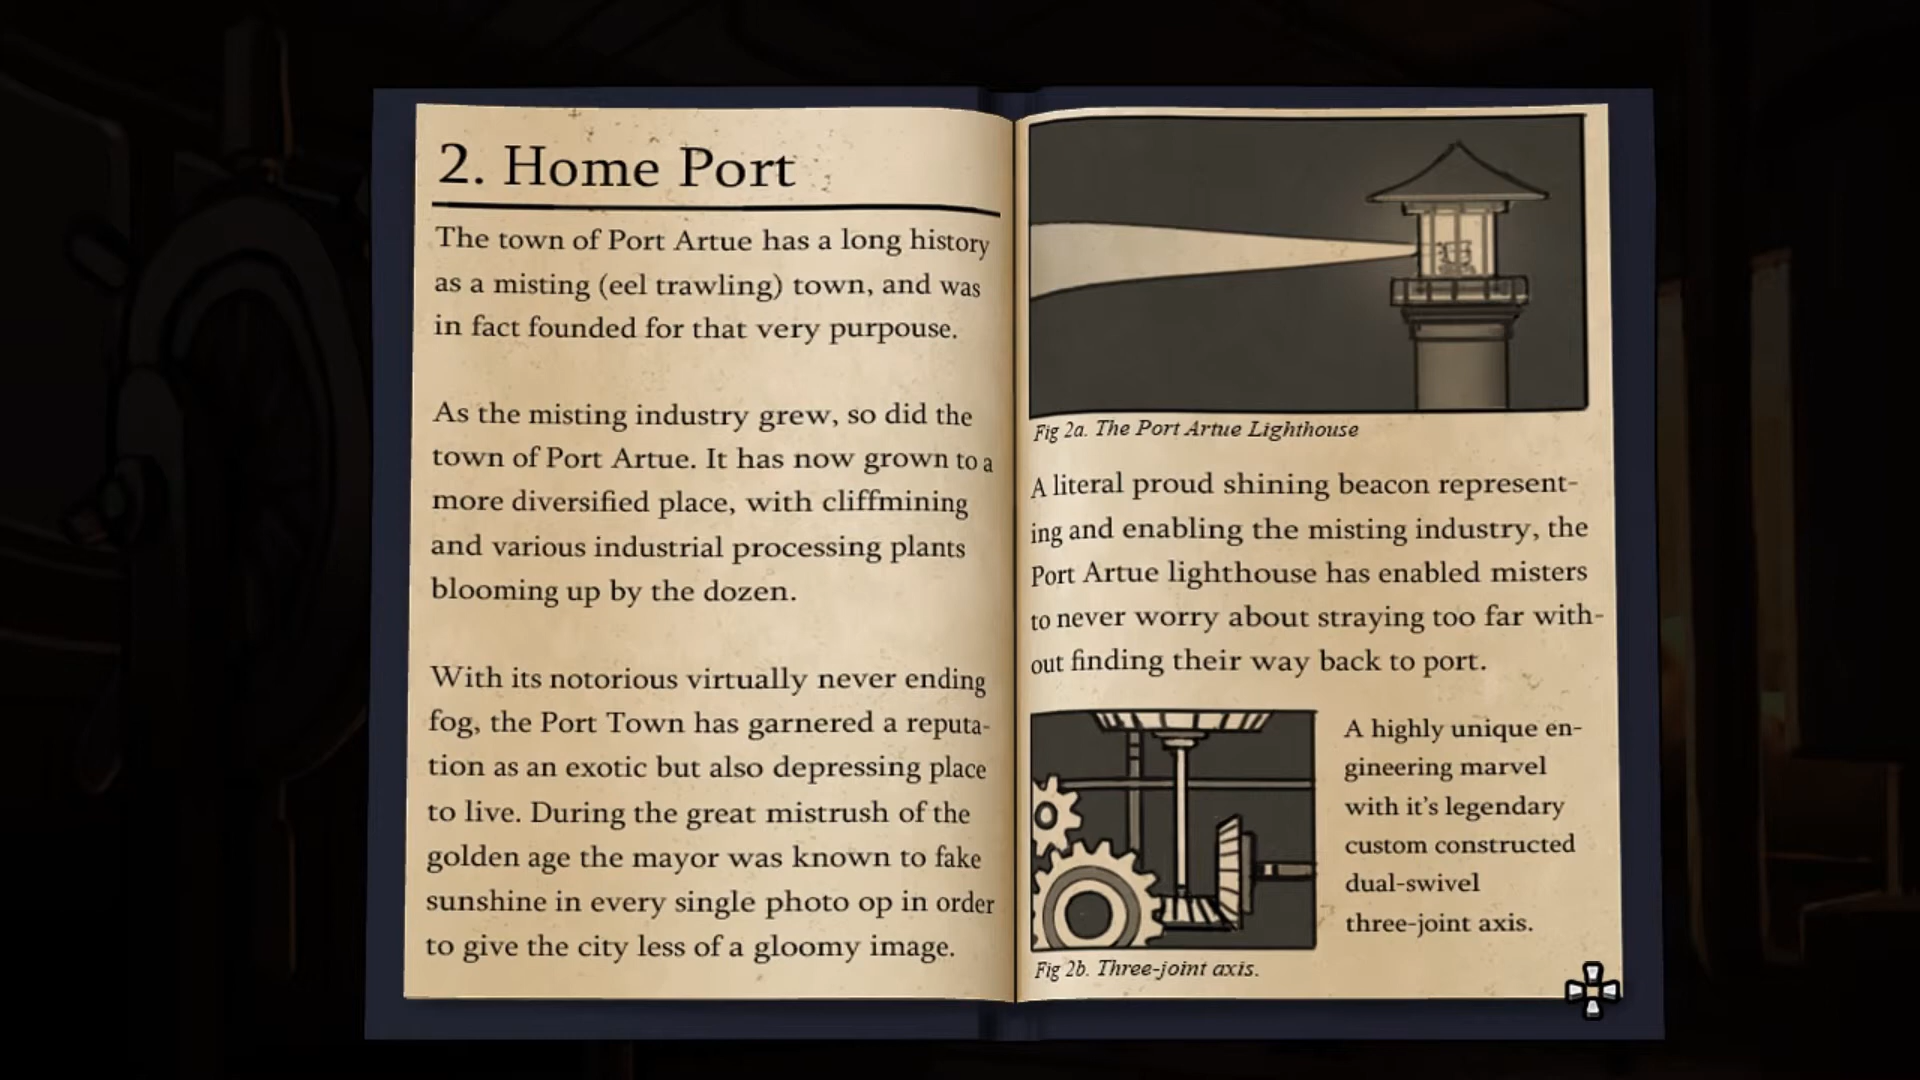 2. Home Port
The town of Port Artue has a long history
as a misting (eel trawling) town, and was
in fact founded for that very purpouse.
As the misting industry grew, so did the
town of Port Artue. It has now grown to a
more diversified place, with cliffmining
and various industrial processing plants
blooming up by the dozen.
With its notorious virtually never ending
fog, the Port Town has garnered a reputa-
tion as an exotic but also depressing place
to live. During the great mistrush of the
golden age the mayor was known to fake
sunshine in every single photo op in order
to give the city less of a gloomy image.
Fig 2a. The Port Artue Lighthouse
A literal proud shining beacon represent-
ing and enabling the misting industry, the
Port Artue lighthouse has enabled misters
to never worry about straying too far with-
out finding their way back to port.
A highly unique en-
gineering marvel
with it's legendary
custom constructed
dual-swivel
three-joint axis.
Fig 2b. Three-joint axis.